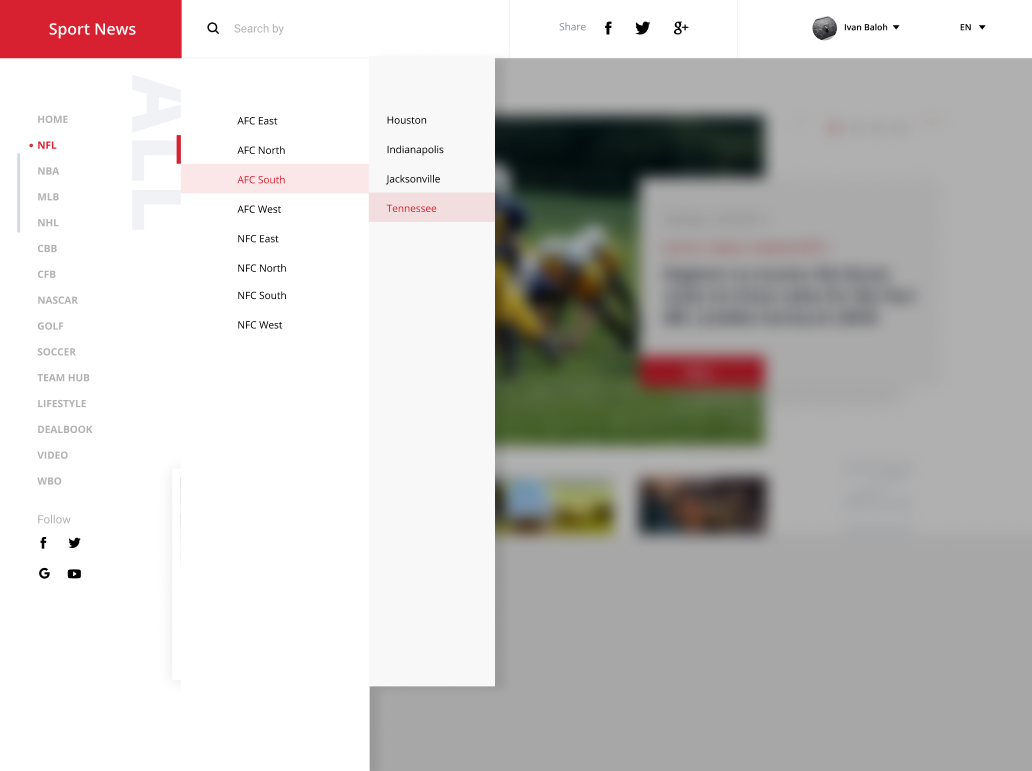 Sport News
Search by
Share
Ivan Baloh
EN
ALL
HOME
NFL
NBA
MLB
NHL
CBB
CFB
NASCAR
GOLF
SOCCER
TEAM HUB
LIFESTYLE
DEALBOOK
VIDEO
WBO
Follow
AFC East
AFC North
AFC South
AFC West
NFC East
NFC North
NFC South
NFC West
Houston
Indianapolis
Jacksonville
Tennessee